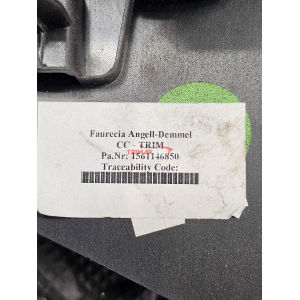 Faurecia Angell-Demmel
CC - TRIM
Pa.Nr: 1561146850
Traceability Code: